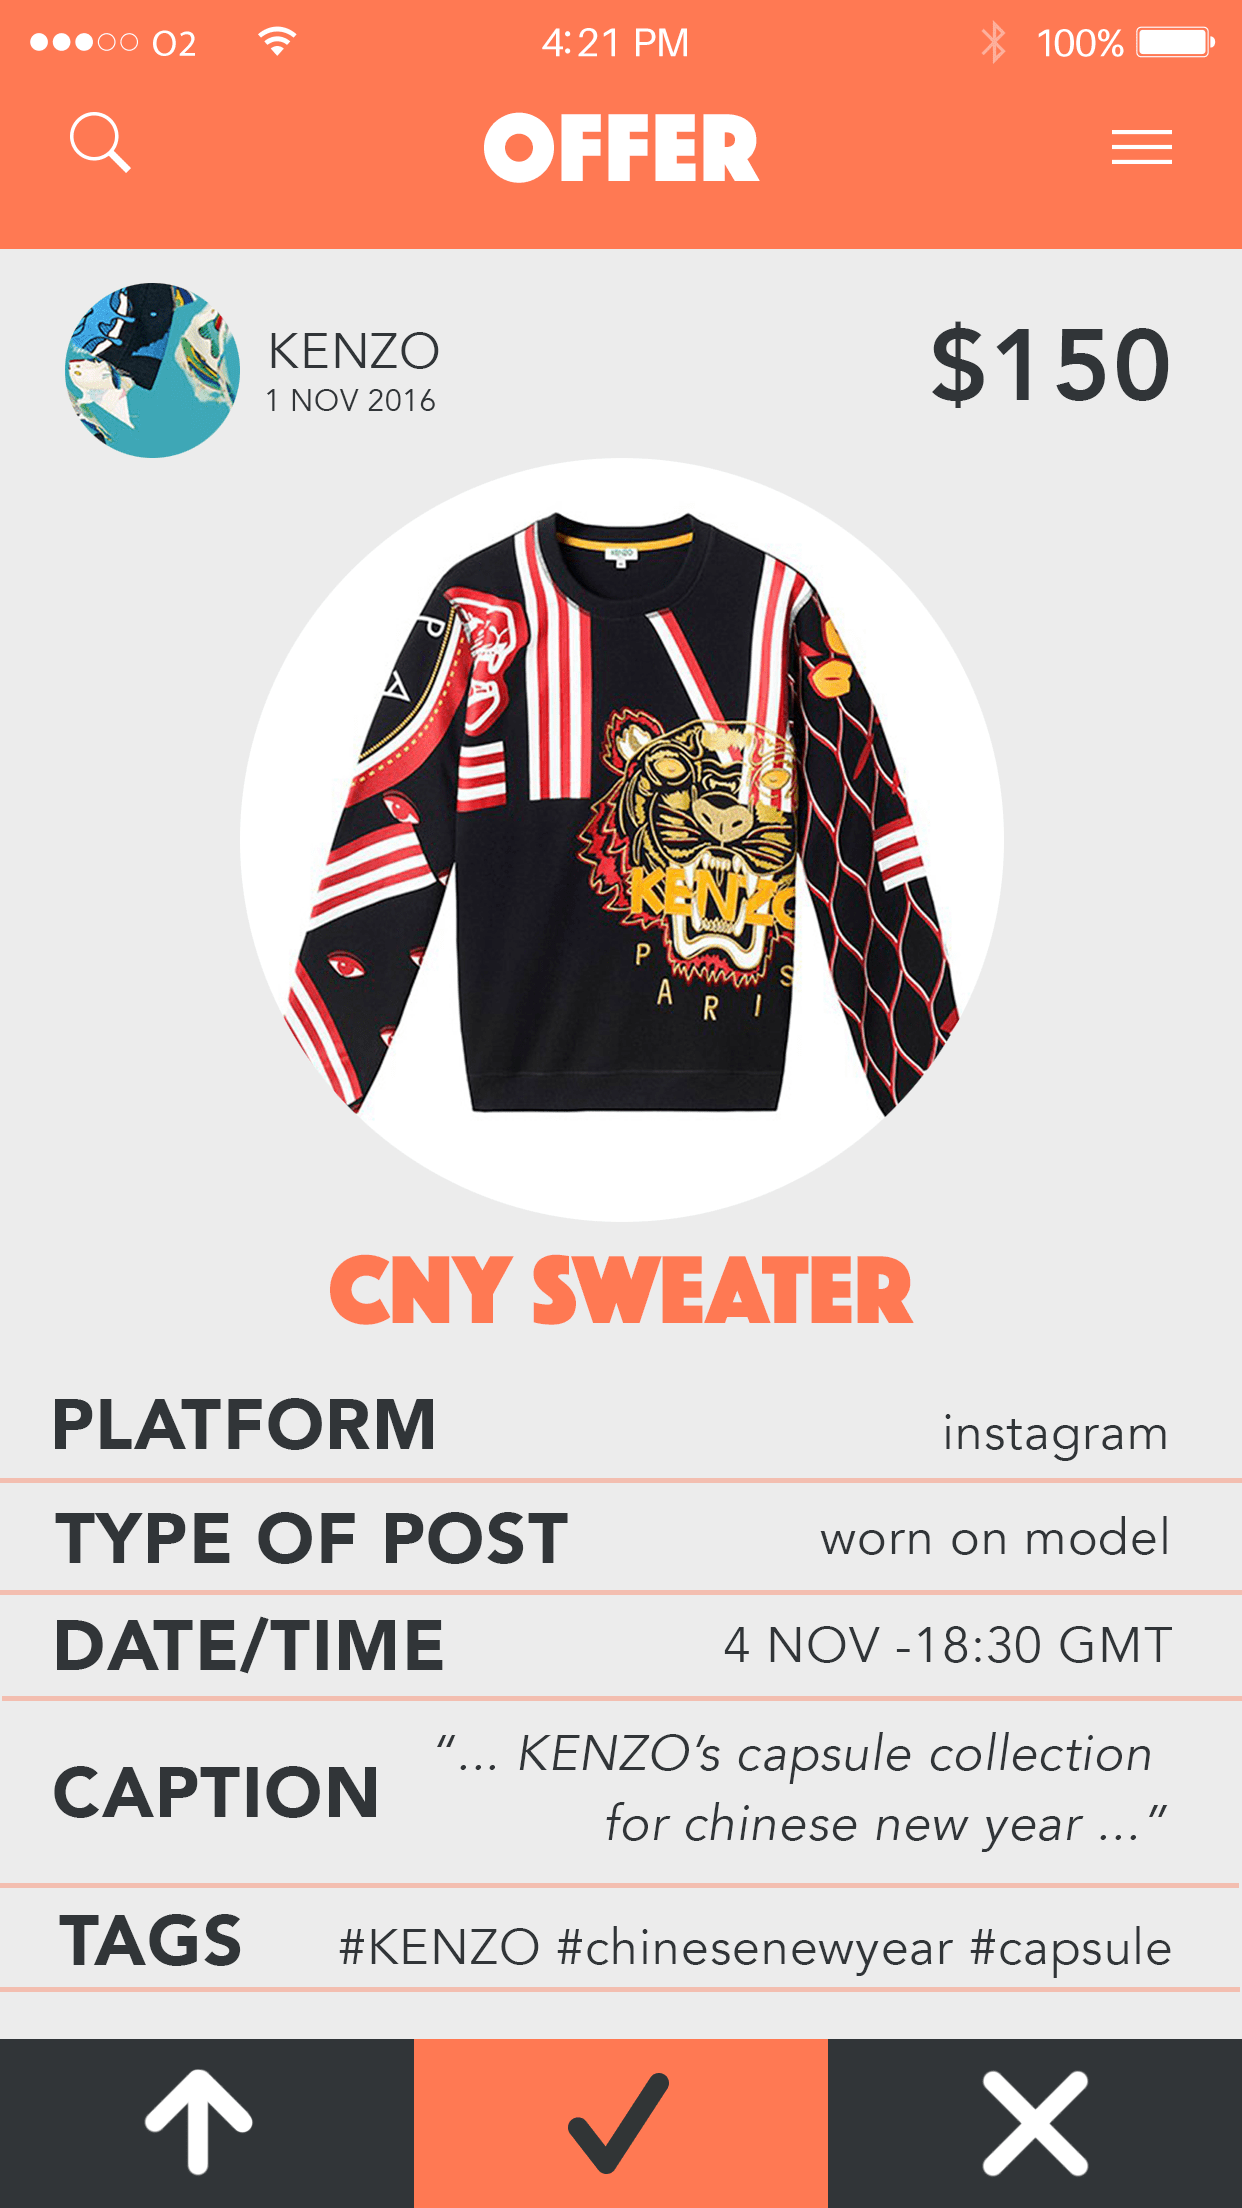 O2 4:21 PM 100%
OFFER
KENZO
1 NOV 2016
$150
KENZO
P
A
KENZO
PARIS
CNY SWEATER
PLATFORM instagram
TYPE OF POST worn on model
DATE/TIME 4 NOV -18:30 GMT
“... KENZO’s capsule collection
CAPTION
for chinese new year ...”
TAGS #KENZO #chinesenewyear #capsule